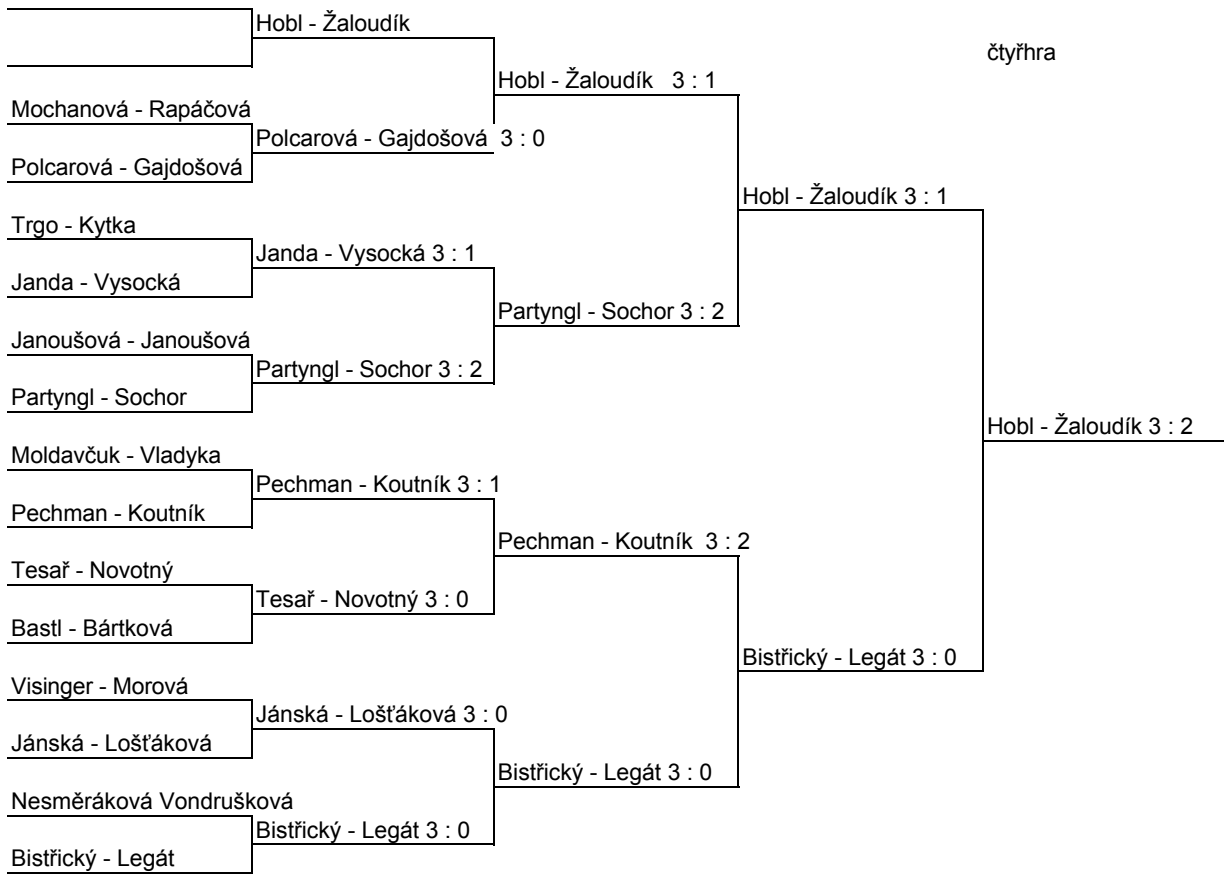 Hobl - Žaloudík
čtyřhra
Hobl - Žaloudík 3 : 1
Mochanová - Rapáčová
Polcarová - Gajdošová 3 : 0
Polcarová - Gajdošová
Hobl - Žaloudík 3 : 1
Trgo - Kytka
Janda - Vysocká 3 : 1
Janda - Vysocká
Partyngl - Sochor 3 : 2
Janoušová - Janoušová
Partyngl - Sochor 3 : 2
Partyngl - Sochor
Hobl - Žaloudík 3 : 2
Moldavčuk - Vladyka
Pechman - Koutník 3 : 1
Pechman - Koutník
Pechman - Koutník 3 : 2
Tesař - Novotný
Tesař - Novotný 3 : 0
Bastl - Bártková
Bistřický - Legát 3 : 0
Visinger - Morová
Jánská - Lošťáková 3 : 0
Jánská - Lošťáková
Bistřický - Legát 3 : 0
Nesměráková Vondrušková
Bistřický - Legát 3 : 0
Bistřický - Legát